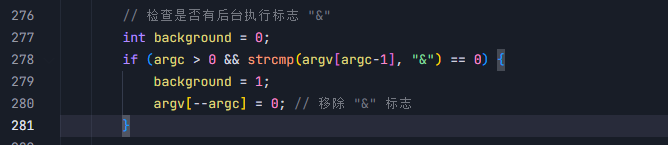 276 // 检查是否有后台执行标志 "&"
277 int background = 0;
278 if (argc > 0 && strcmp(argv[argc-1], "&") == 0) {
279 background = 1;
280 argv[--argc] = 0; // 移除 "&" 标志
281 }